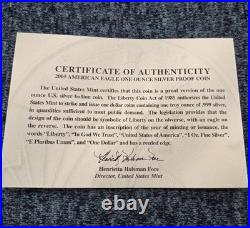 CERTIFICATE OF AUTHENTICITY
2003 AMERICAN EAGLE ONE OUNCE SILVER PROOF COIN
The United States Mint certifies that this coin is a proof version of the one
ounce U.S. silver bullion coin. The Liberty Coin Act of 1985 authorizes the United
States Mint to strike and issue one dollar coins containing one troy ounce of .999 silver,
in amounts sufficient to meet public demand. The legislation provides that the
design of the coin should be symbolic of Liberty on the obverse, with an eagle on
the reverse. The coin has an inscription of the year of minting or issuance, the
words "Liberty", "In God We Trust", "United States of America", "1 Oz. Fine Silver",
"E Pluribus Unum", and "One Dollar" and has a reeded edge.
Henrietta Holsman Fore
Director, United States Mint